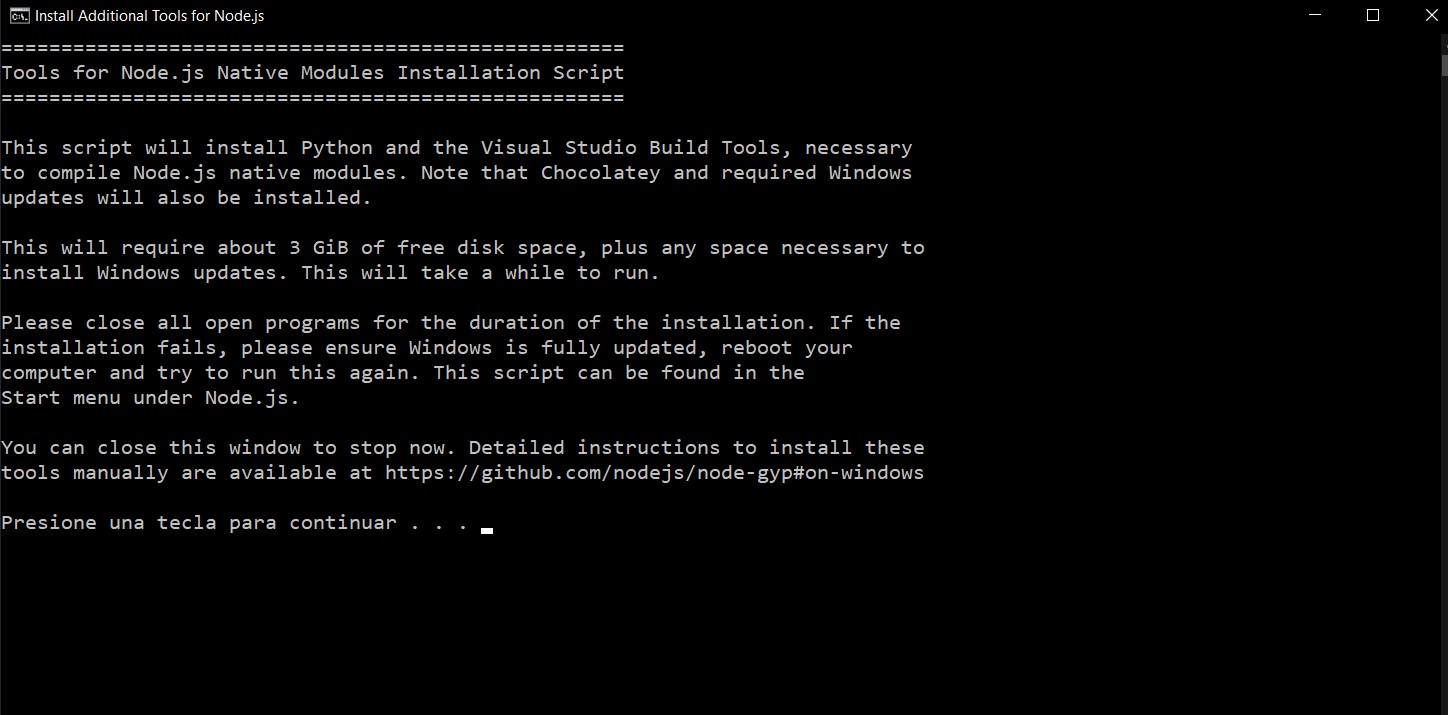 Install Additional Tools for Node.js
====================================================
Tools for Node.js Native Modules Installation Script
====================================================
This script will install Python and the Visual Studio Build Tools, necessary
to compile Node.js native modules. Note that Chocolatey and required Windows
updates will also be installed.
This will require about 3 GiB of free disk space, plus any space necessary to
install Windows updates. This will take a while to run.
Please close all open programs for the duration of the installation. If the
installation fails, please ensure Windows is fully updated, reboot your
computer and try to run this again. This script can be found in the
Start menu under Node.js.
You can close this window to stop now. Detailed instructions to install these
tools manually are available at https://github.com/nodejs/node-gyp#on-windows
Presione una tecla para continuar . . .